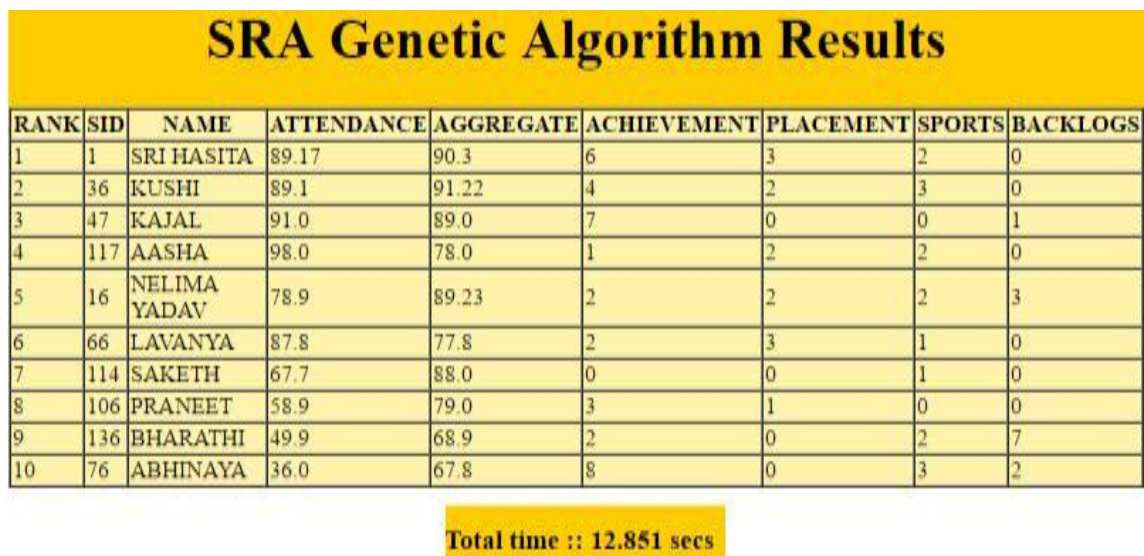 SRA Genetic Algorithm Results
RANK SID NAME ATTENDANCE AGGREGATE ACHIEVEMENT PLACEMENT SPORTS BACKLOGS
1 1 SRI HASITA 89.17 90.3 6 3 2 0
2 36 KUSHI 89.1 91.22 4 2 3 0
3 47 KAJAL 91.0 89.0 7 0 0 1
4 117 AASHA 98.0 78.0 1 2 2 0
5 16 NELIMA YADAV 78.9 89.23 2 2 2 3
6 66 LAVANYA 87.8 77.8 2 3 1 0
7 114 SAKETH 67.7 88.0 0 0 1 0
8 106 PRANEET 58.9 79.0 3 1 0 0
9 136 BHARATHI 49.9 68.9 2 0 2 7
10 76 ABHINAYA 36.0 67.8 8 0 3 2
Total time :: 12.851 secs